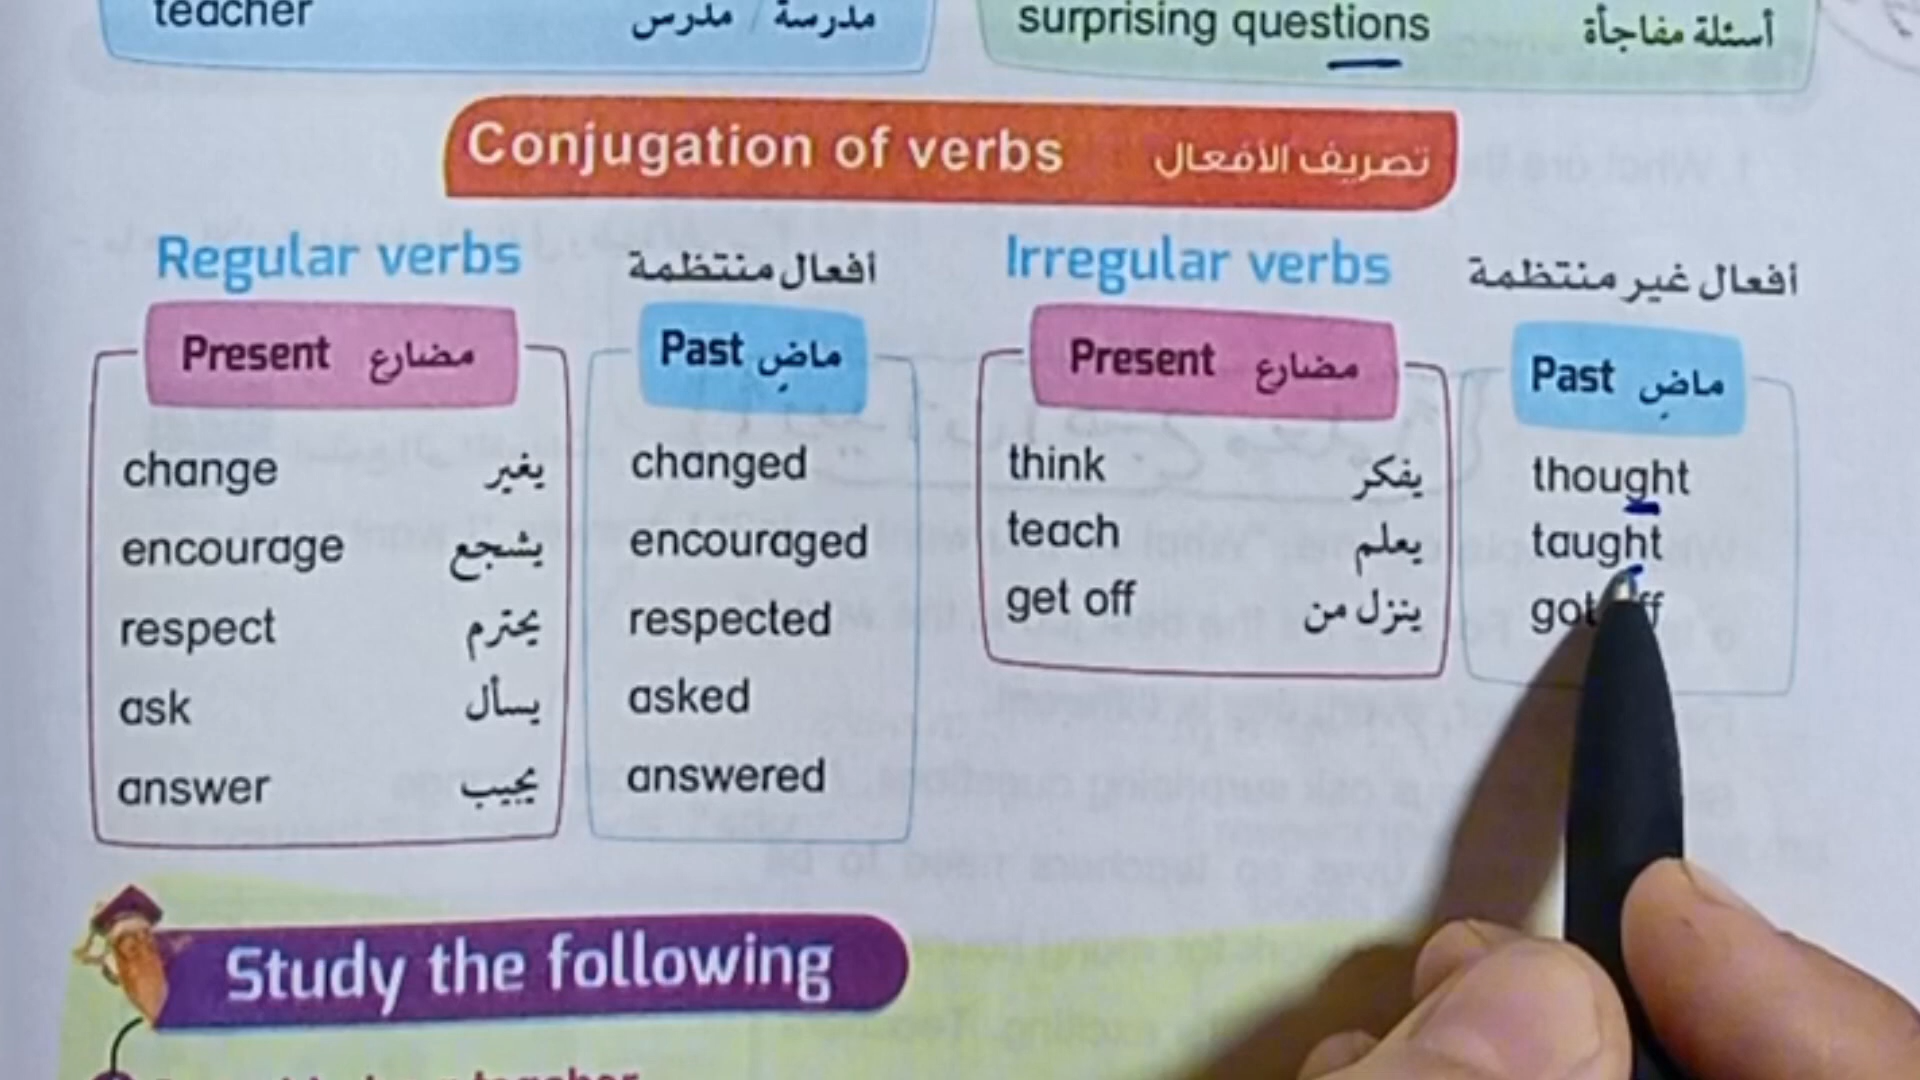 teacher مدرسة / مدرس
surprising questions أسئلة مفاجأة
Conjugation of verbs تصريف الأفعال
Regular verbs أفعال منتظمة
Irregular verbs أفعال غير منتظمة
Present مضارع
Past ماضٍ
Present مضارع
Past ماضٍ
change يغير changed
encourage يشجع encouraged
respect يحترم respected
ask يسأل asked
answer يجيب answered
think يفكر thought
teach يعلم taught
get off ينزل من got
Study the following